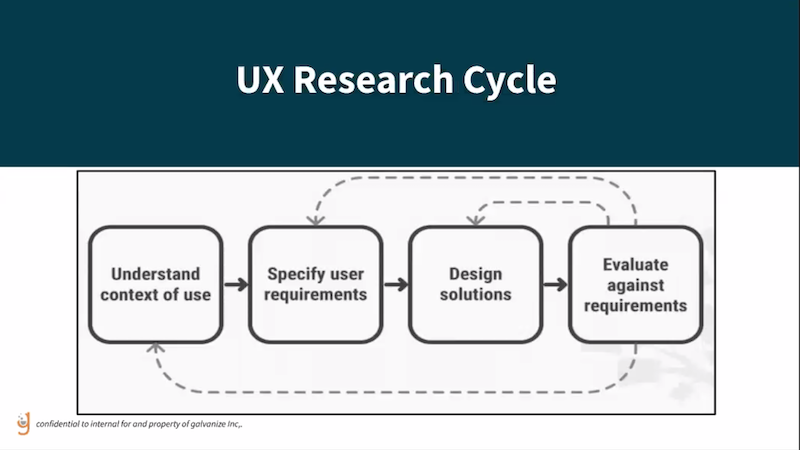 UX Research Cycle
Understand
context of use
Specify user
requirements
Design
solutions
Evaluate
against
requirements
g
confidentiol to internal for and property of galvanize Inc,.